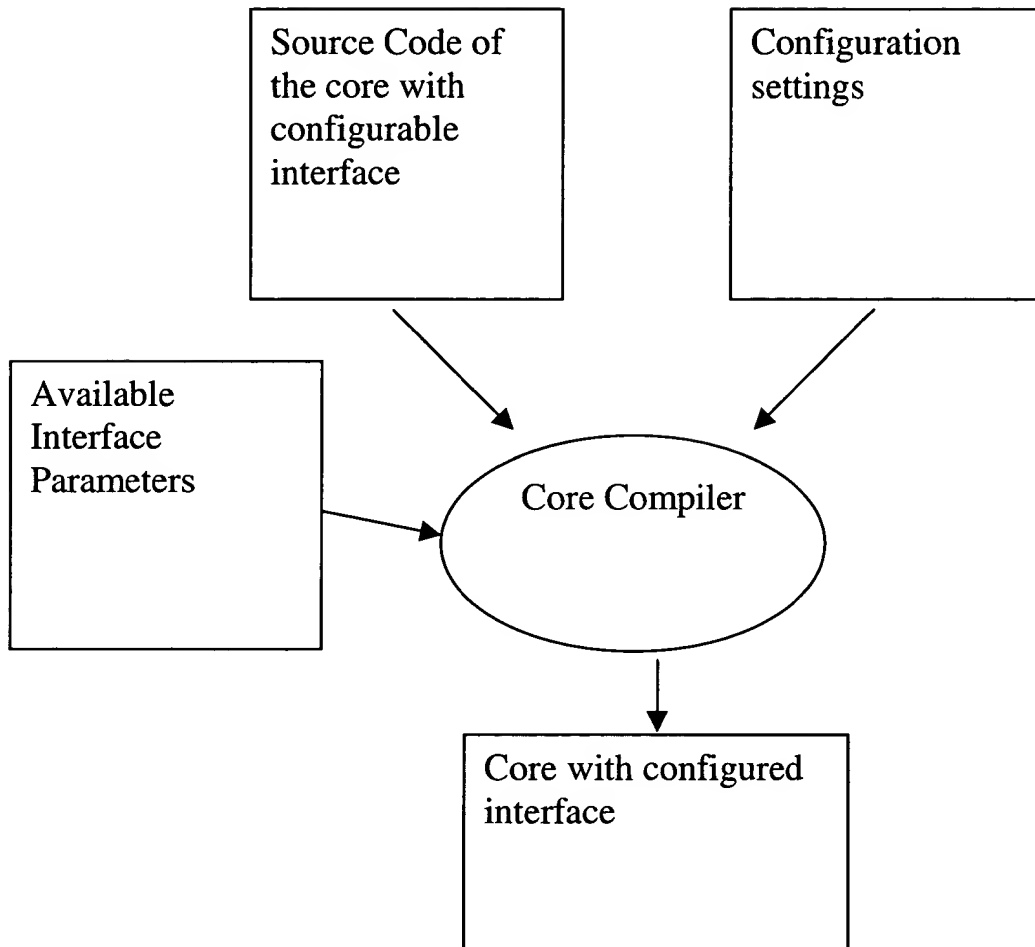 Source Code of
the core with
configurable
interface
Configuration
settings
Available
Interface
Parameters
Core Compiler
Core with configured
interface